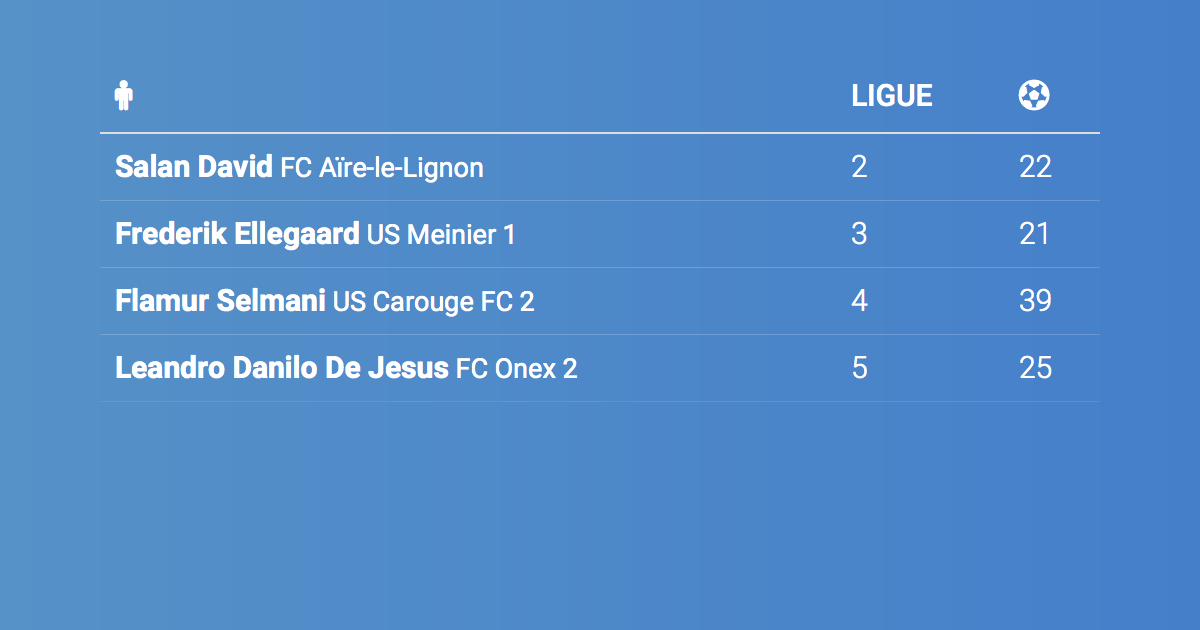 LIGUE
Salan David FC Aïre-le-Lignon 2 22
Frederik Ellegaard US Meinier 1 3 21
Flamur Selmani US Carouge FC 2 4 39
Leandro Danilo De Jesus FC Onex 2 5 25